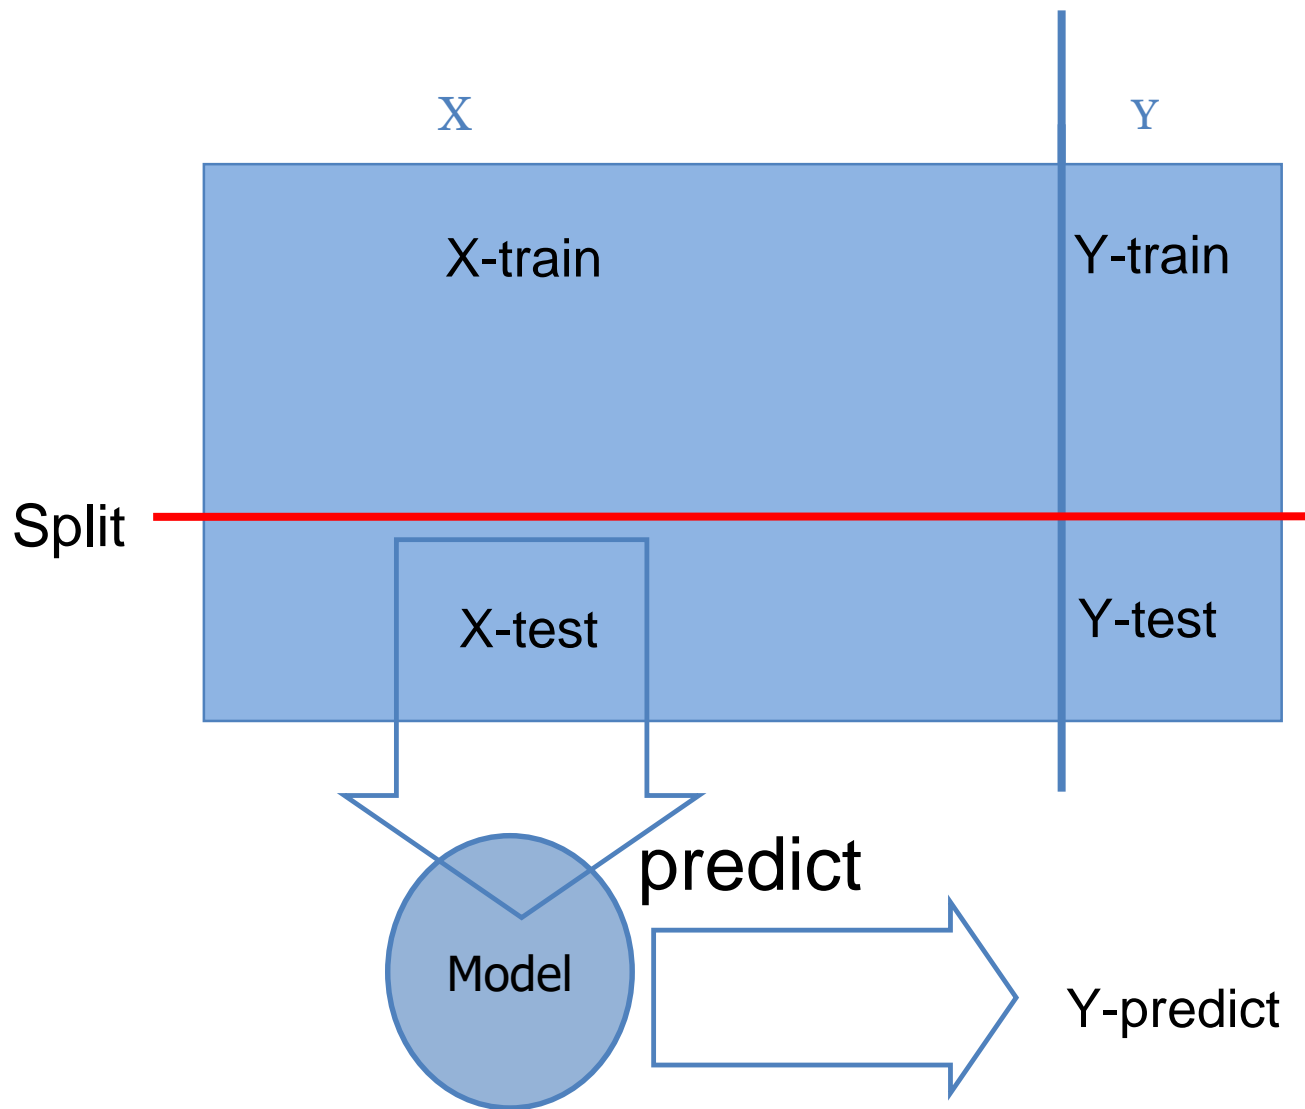 X
Y
X-train
Y-train
Split
X-test
Y-test
predict
Model
Y-predict